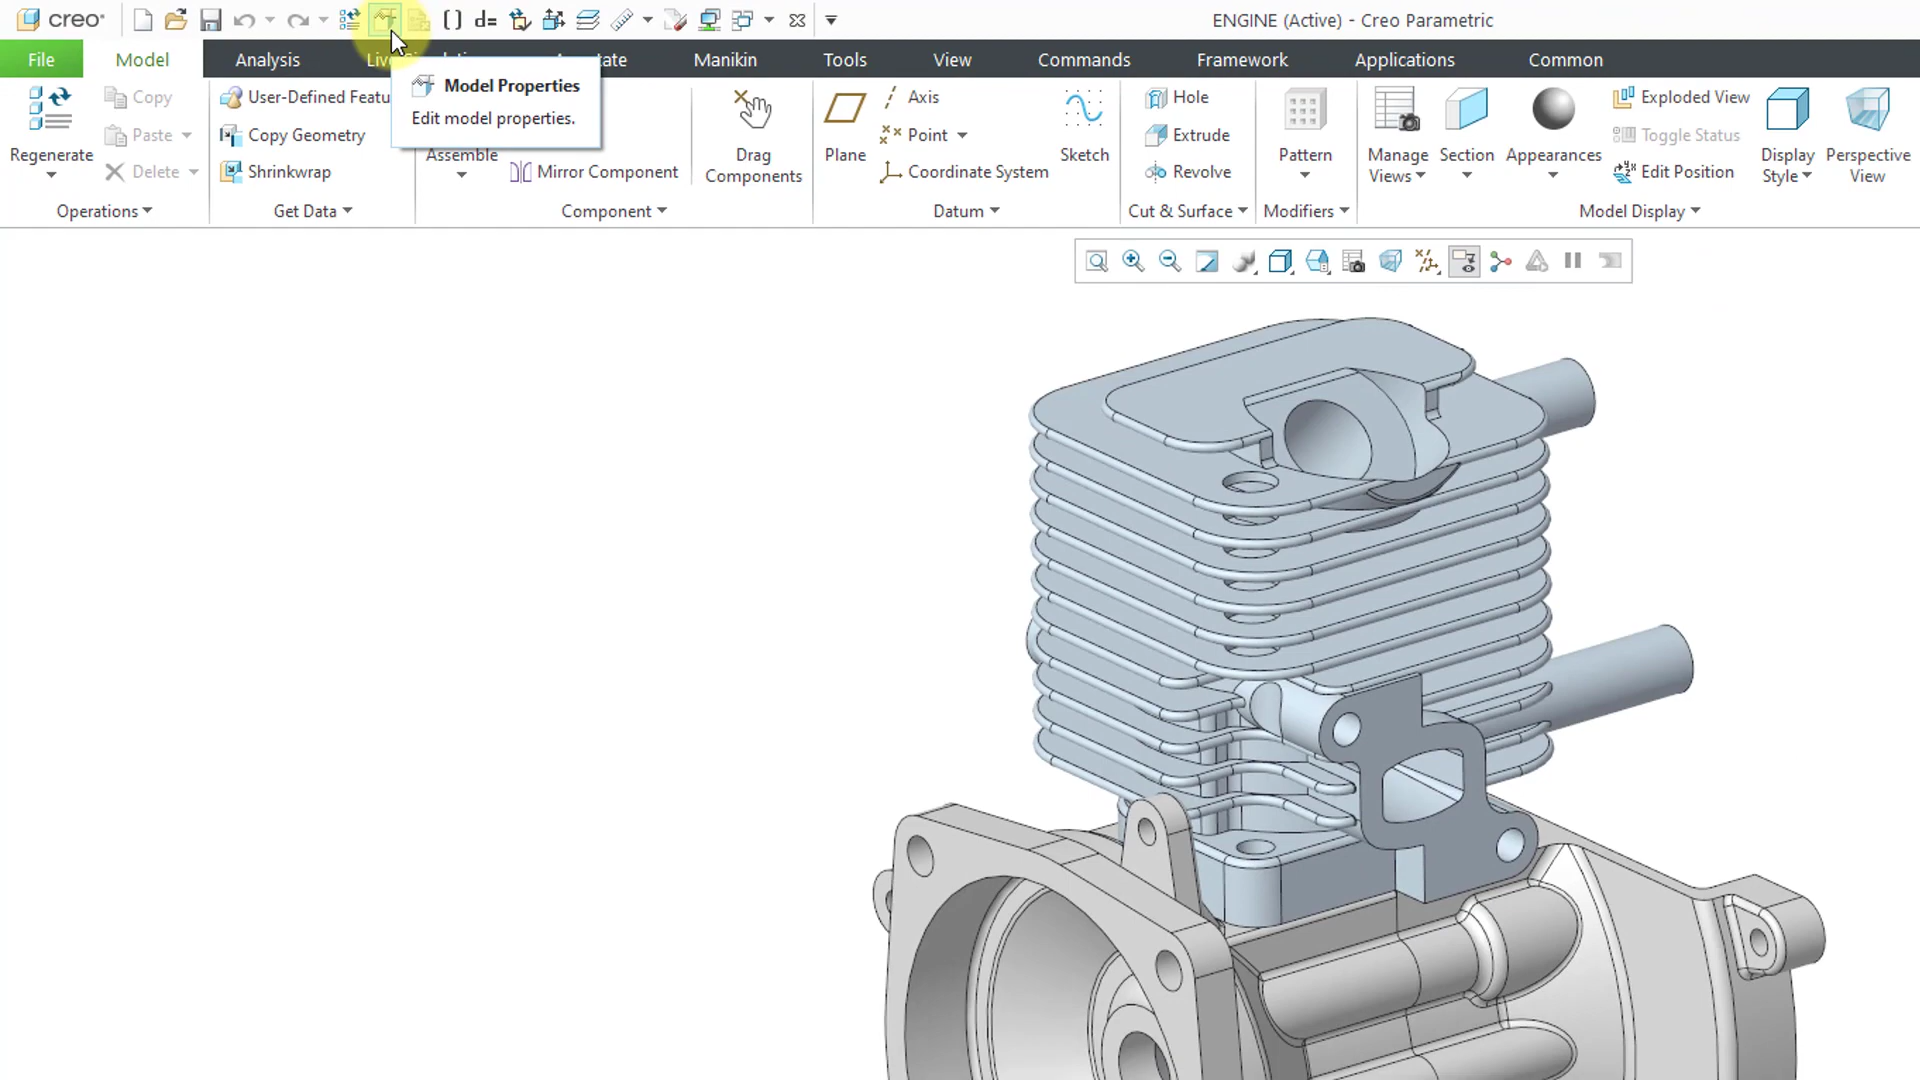 creo
d=
ENGINE (Active) - Creo Parametric
File
Model
Analysis
Manikin
Tools
View
Commands
Framework
Applications
Common
Model Properties
Edit model properties.
Regenerate
Copy
Paste
Delete
Operations
User-Defined Featu
Copy Geometry
Shrinkwrap
Get Data
Assemble
Mirror Component
Component
Drag
Components
Plane
Axis
Point
Coordinate System
Sketch
Datum
Hole
Extrude
Revolve
Cut & Surface
Pattern
Modifiers
Manage
Views
Section
Appearances
Exploded View
Toggle Status
Edit Position
Display
Style
Perspective
View
Model Display